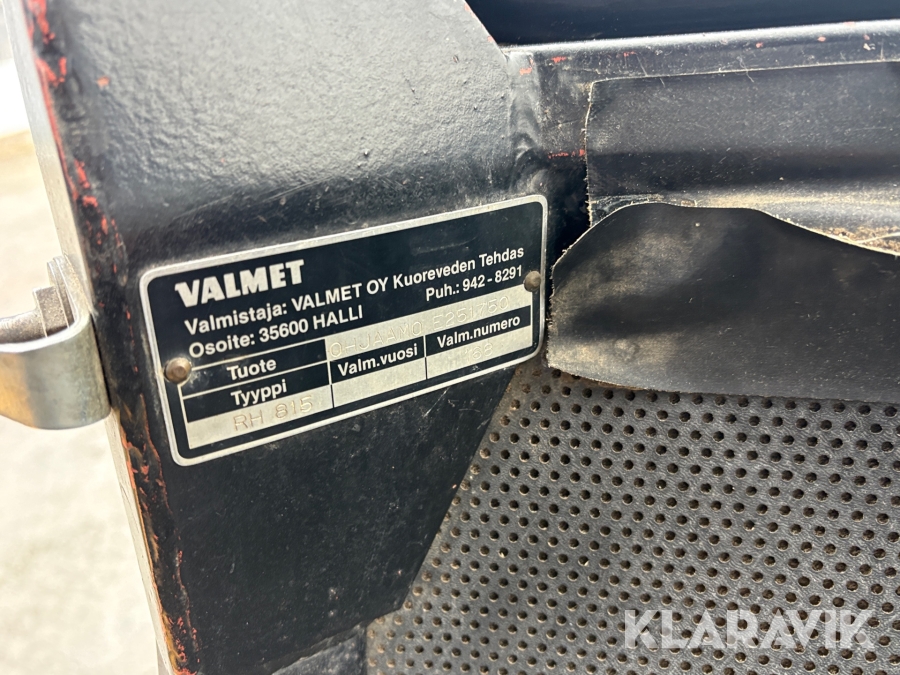 VALMET
Valmistaja: VALMET OY Kuoreveden Tehdas
Osoite: 35600 HALLI Puh.: 942-8291
Tuote OHJAAMO
Tyyppi Valm.vuosi Valm.numero
RH 815
KLARAVIK